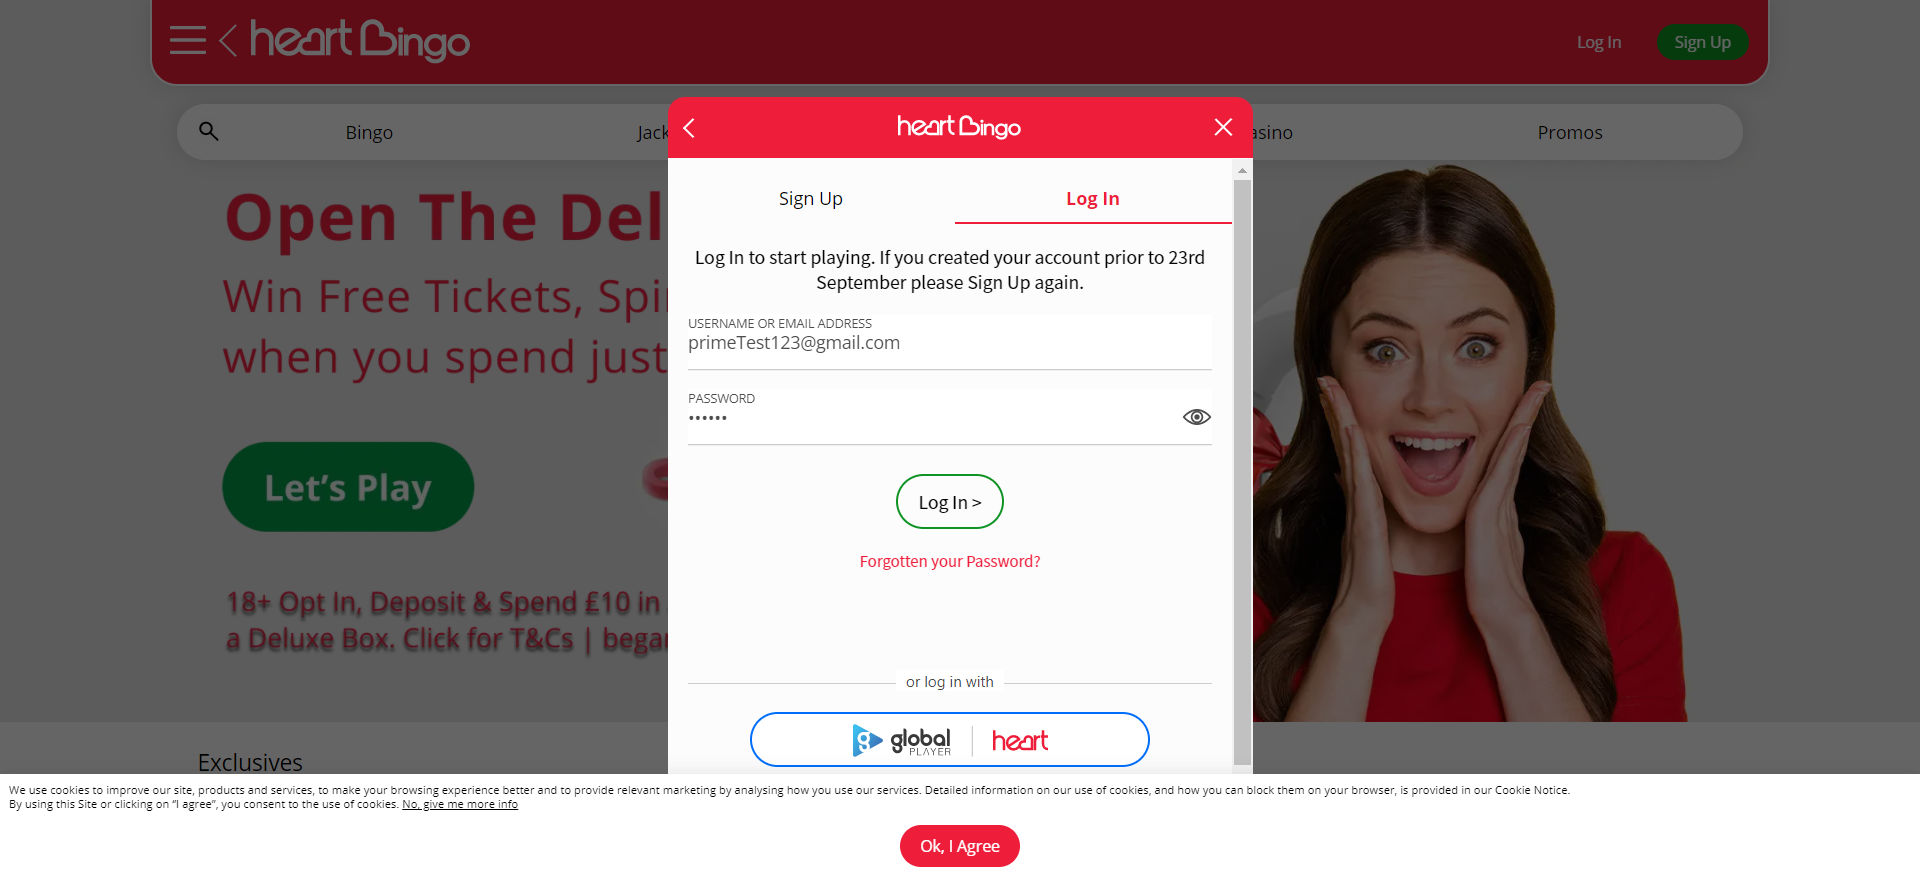 heart Bingo
Log In
Sign Up
Bingo
Jack
asino
Promos
heart Bingo
Sign Up
Log In
Log In to start playing. If you created your account prior to 23rd
September please Sign Up again.
USERNAME OR EMAIL ADDRESS
primeTest123@gmail.com
PASSWORD
••••••
Log In >
Forgotten your Password?
or log in with
global
PLAYER
heart
Open The Del
Win Free Tickets, Spi
when you spend just
Let's Play
18+ Opt In, Deposit & Spend £10 in
a Deluxe Box. Click for T&Cs | began
Exclusives
We use cookies to improve our site, products and services, to make your browsing experience better and to provide relevant marketing by analysing how you use our services. Detailed information on our use of cookies, and how you can block them on your browser, is provided in our Cookie Notice.
By using this Site or clicking on “I agree”, you consent to the use of cookies. No, give me more info
Ok, I Agree